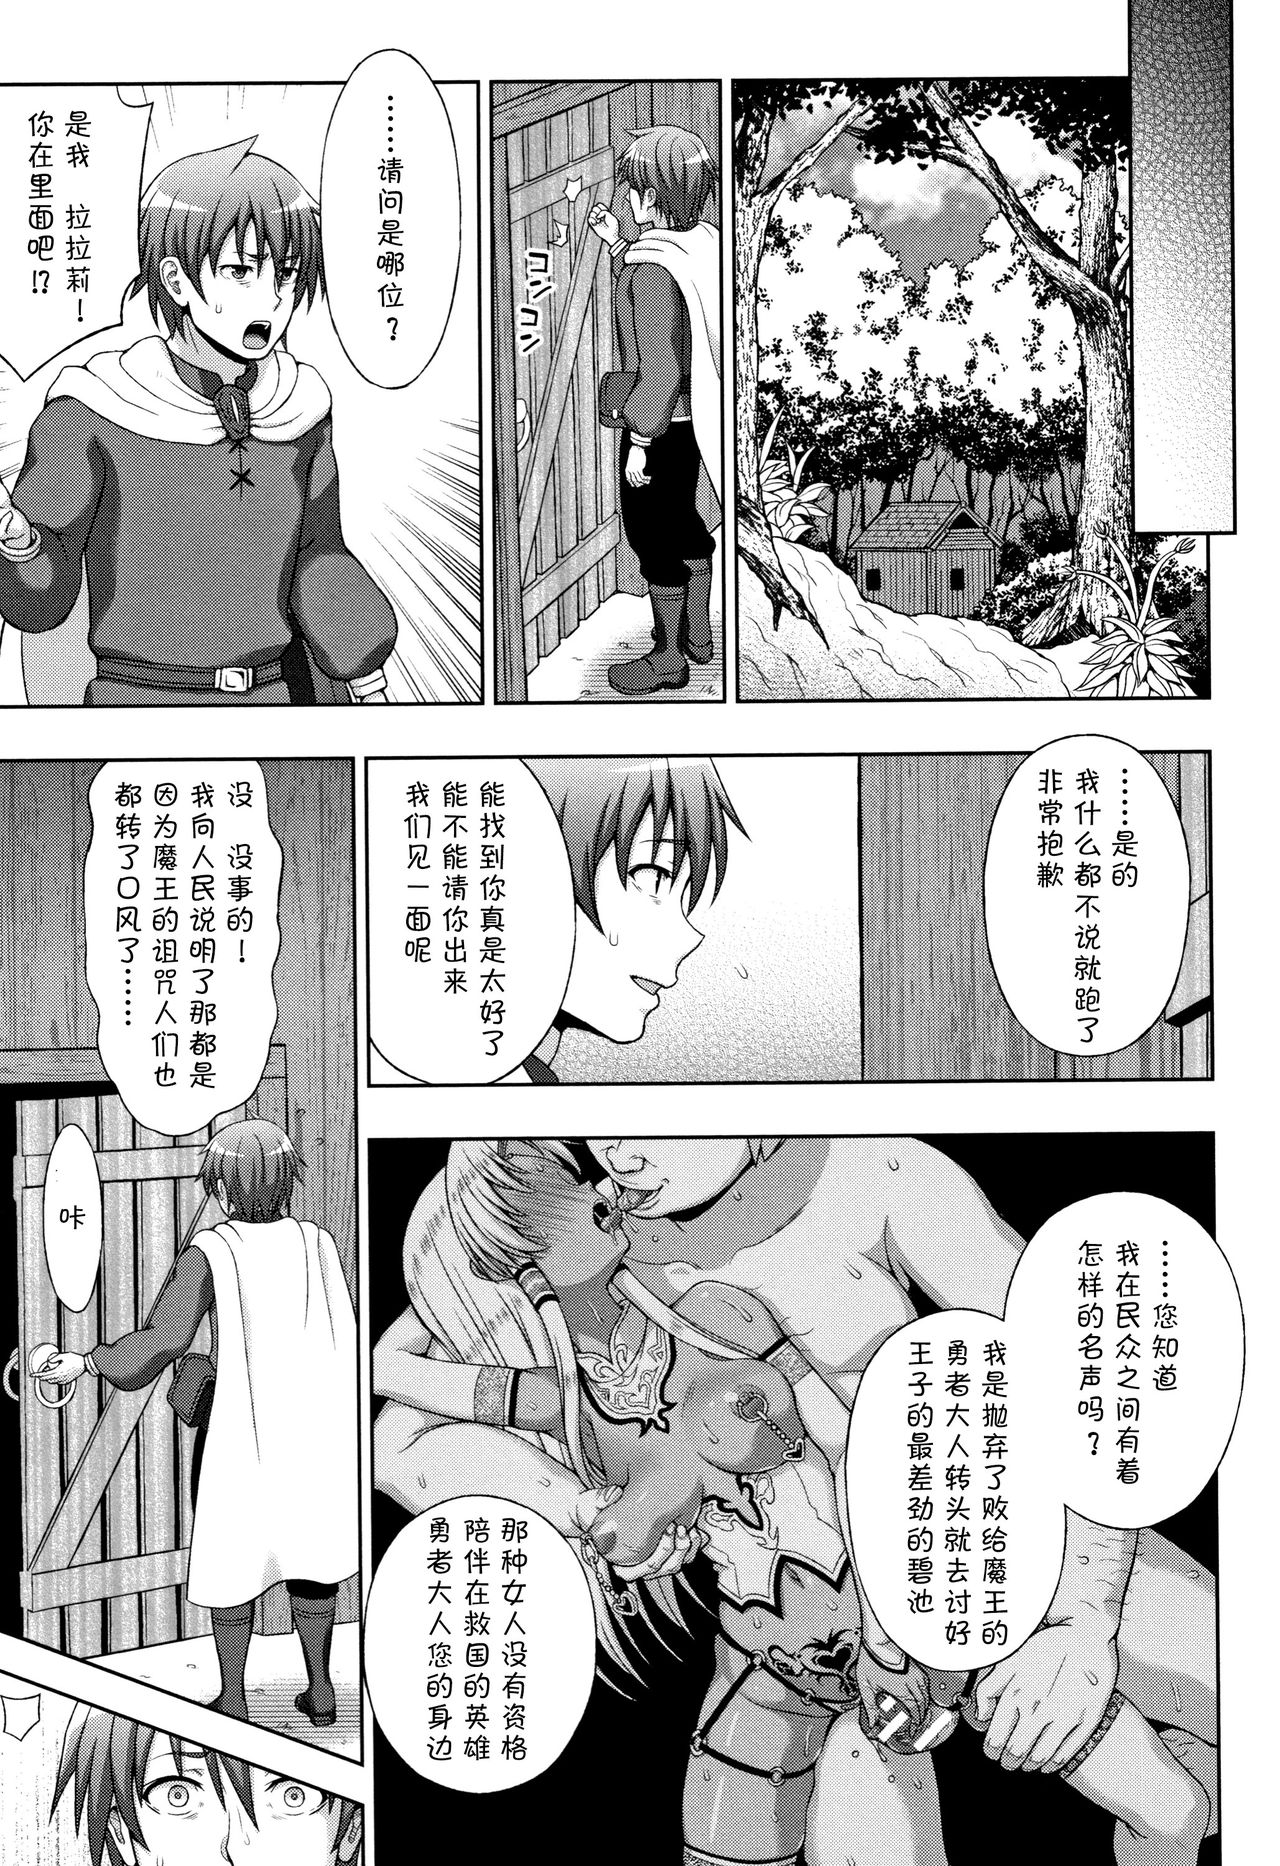 コンコン
……请问是哪位？
是我 拉拉莉！
你在里面吧!?
……是的
我什么都不说就跑了
非常抱歉
能找到你真是太好了
能不能请你出来
我们见一面呢
……您知道
我在民众之间有着
怎样的名声吗？
我是抛弃了败给魔王的
勇者大人转头就去讨好
王子的最差劲的碧池
那种女人没有资格
陪伴在救国的英雄
勇者大人您的身边
没 没事的！
我向人民说明了那都是
因为魔王的诅咒人们也
都转了口风了……
咔